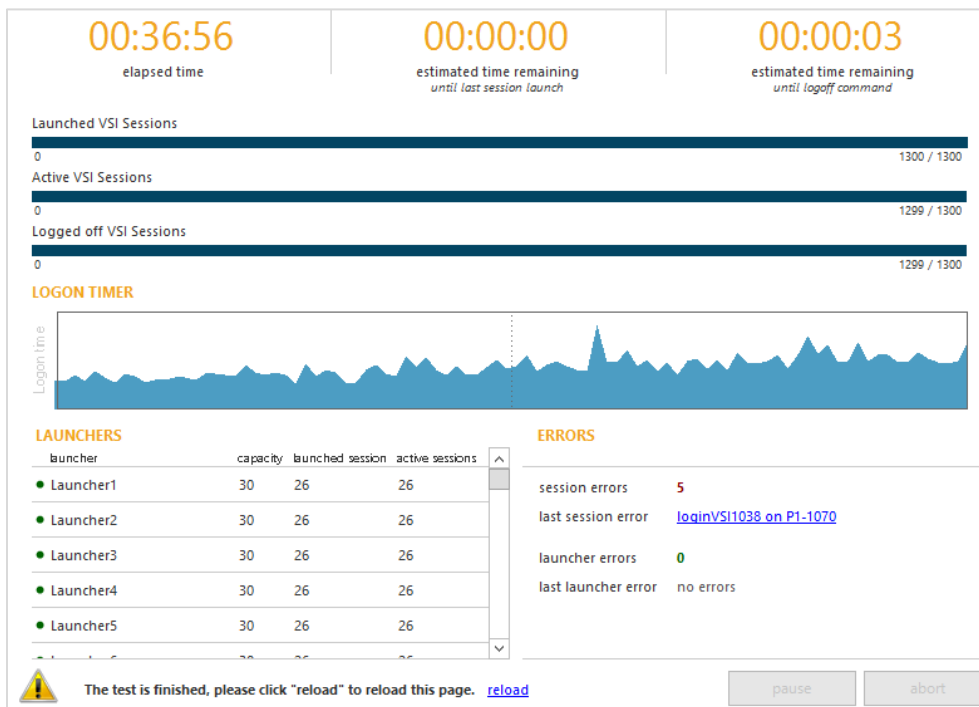 00:36:56 00:00:00 00:00:03
elapsed time estimated time remaining estimated time remaining
until last session launch until logoff command
Launched VSI Sessions
0 1300 / 1300
Active VSI Sessions
0 1299 / 1300
Logged off VSI Sessions
0 1299 / 1300
LOGON TIMER
Logon time
LAUNCHERS
launcher capacity launched session active sessions
Launcher1 30 26 26
Launcher2 30 26 26
Launcher3 30 26 26
Launcher4 30 26 26
Launcher5 30 26 26
ERRORS
session errors 5
last session error loginVSI1038 on P1-1070
launcher errors 0
last launcher error no errors
The test is finished, please click "reload" to reload this page. reload
pause abort